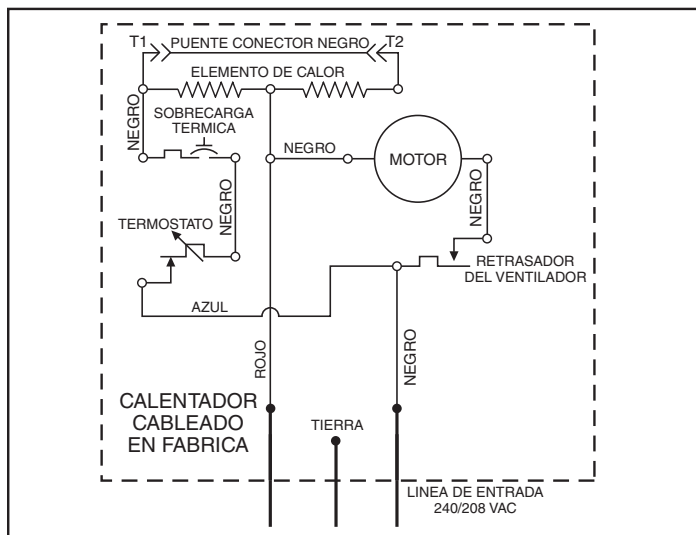 T1 PUENTE CONECTOR NEGRO T2
ELEMENTO DE CALOR
NEGRO
SOBRECARGA
TERMICA
NEGRO
MOTOR
NEGRO
NEGRO
TERMOSTATO
RETRASADOR
DEL VENTILADOR
AZUL
ROJO
NEGRO
CALENTADOR
CABLEADO
EN FABRICA
TIERRA
LINEA DE ENTRADA
240/208 VAC